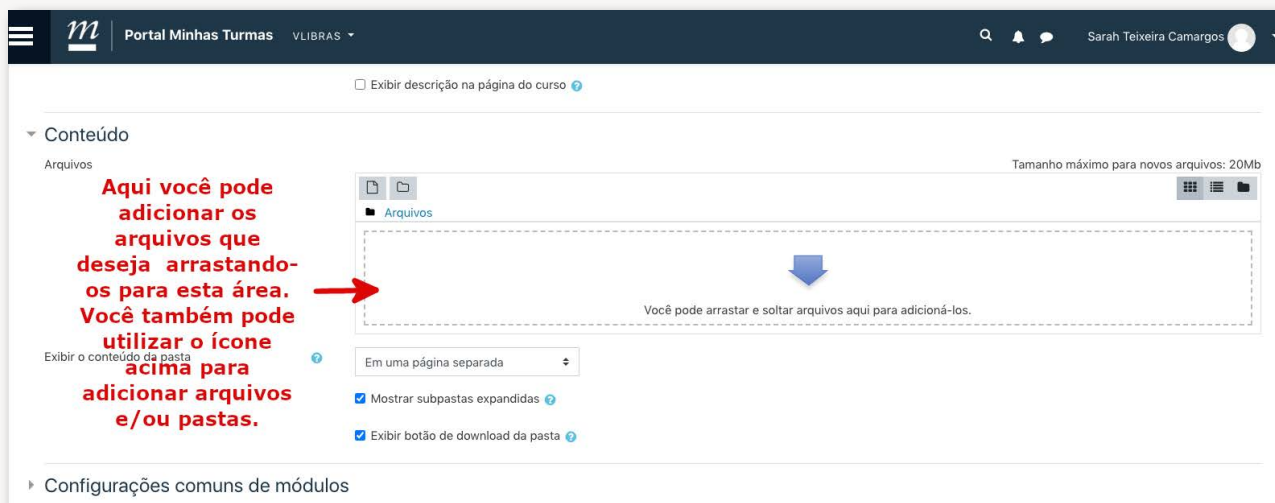 m Portal Minhas Turmas VLIBRAS Sarah Teixeira Camargos
Exibir descrição na página do curso
Conteúdo
Arquivos
Tamanho máximo para novos arquivos: 20Mb
Aqui você pode
adicionar os
arquivos que
deseja arrastando-
os para esta área.
Você também pode
utilizar o ícone
acima para
adicionar arquivos
e/ou pastas.
Arquivos
Você pode arrastar e soltar arquivos aqui para adicioná-los.
Exibir o conteúdo da pasta
Em uma página separada
Mostrar subpastas expandidas
Exibir botão de download da pasta
Configurações comuns de módulos